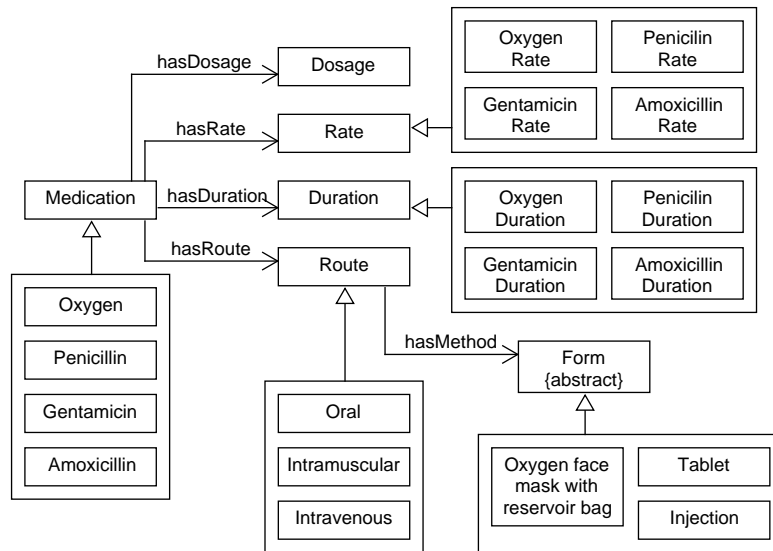 Oxygen
Rate
Penicilin
Rate
hasDosage
Dosage
Gentamicin
Rate
Amoxicillin
Rate
hasRate
Rate
Medication
hasDuration
Duration
Oxygen
Duration
Penicilin
Duration
Gentamicin
Duration
Amoxicillin
Duration
hasRoute
Route
Oxygen
Penicillin
Gentamicin
Amoxicillin
hasMethod
Form
{abstract}
Oral
Intramuscular
Intravenous
Oxygen face
mask with
reservoir bag
Tablet
Injection